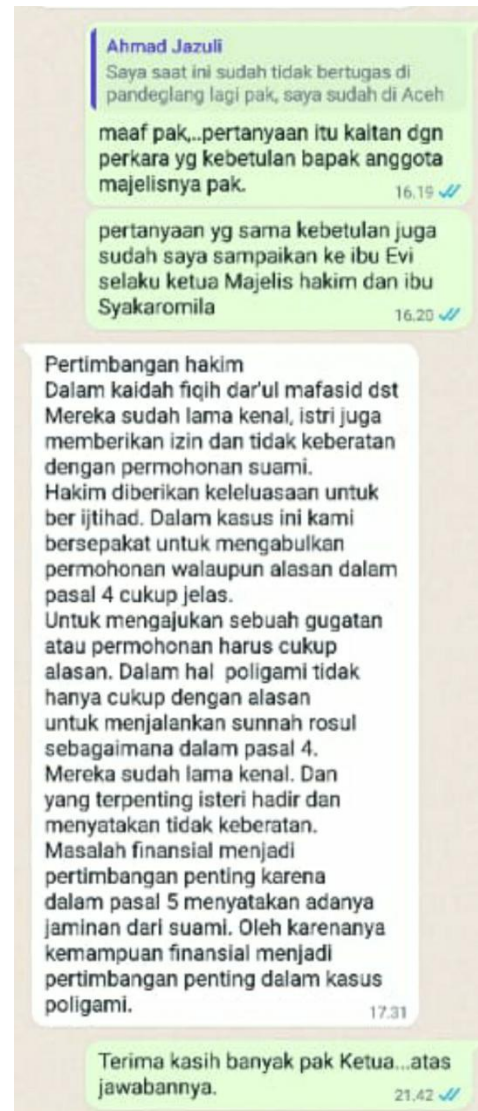 Ahmad Jazuli
Saya saat ini sudah tidak bertugas di
pandeglang lagi pak, saya sudah di Aceh
maaf pak,..pertanyaan itu kaitan dgn
perkara yg kebetulan bapak anggota
majelisnya pak.
16.19
pertanyaan yg sama kebetulan juga
sudah saya sampaikan ke ibu Evi
selaku ketua Majelis hakim dan ibu
Syakaromila
16.20
Pertimbangan hakim
Dalam kaidah fiqih dar'ul mafasid dst
Mereka sudah lama kenal, istri juga
memberikan izin dan tidak keberatan
dengan permohonan suami.
Hakim diberikan keleluasaan untuk
ber ijtihad. Dalam kasus ini kami
bersepakat untuk mengabulkan
permohonan walaupun alasan dalam
pasal 4 cukup jelas.
Untuk mengajukan sebuah gugatan
atau permohonan harus cukup
alasan. Dalam hal poligami tidak
hanya cukup dengan alasan
untuk menjalankan sunnah rosul
sebagaimana dalam pasal 4.
Mereka sudah lama kenal. Dan
yang terpenting isteri hadir dan
menyatakan tidak keberatan.
Masalah finansial menjadi
pertimbangan penting karena
dalam pasal 5 menyatakan adanya
jaminan dari suami. Oleh karenanya
kemampuan finansial menjadi
pertimbangan penting dalam kasus
poligami.
17.31
Terima kasih banyak pak Ketua...atas
jawabannya.
21.42